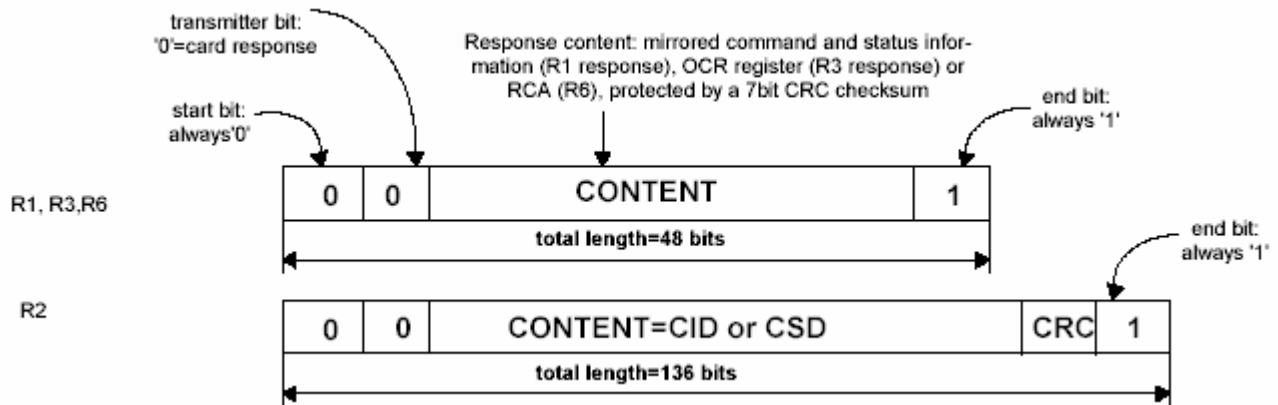 transmitter bit:
'0'=card response
Response content: mirrored command and status infor-
mation (R1 response), OCR register (R3 response) or
RCA (R6), protected by a 7bit CRC checksum
start bit:
always'0'
end bit:
always '1'
R1, R3,R6
0 0 CONTENT 1
total length=48 bits
end bit:
always '1'
R2
0 0 CONTENT=CID or CSD CRC 1
total length=136 bits